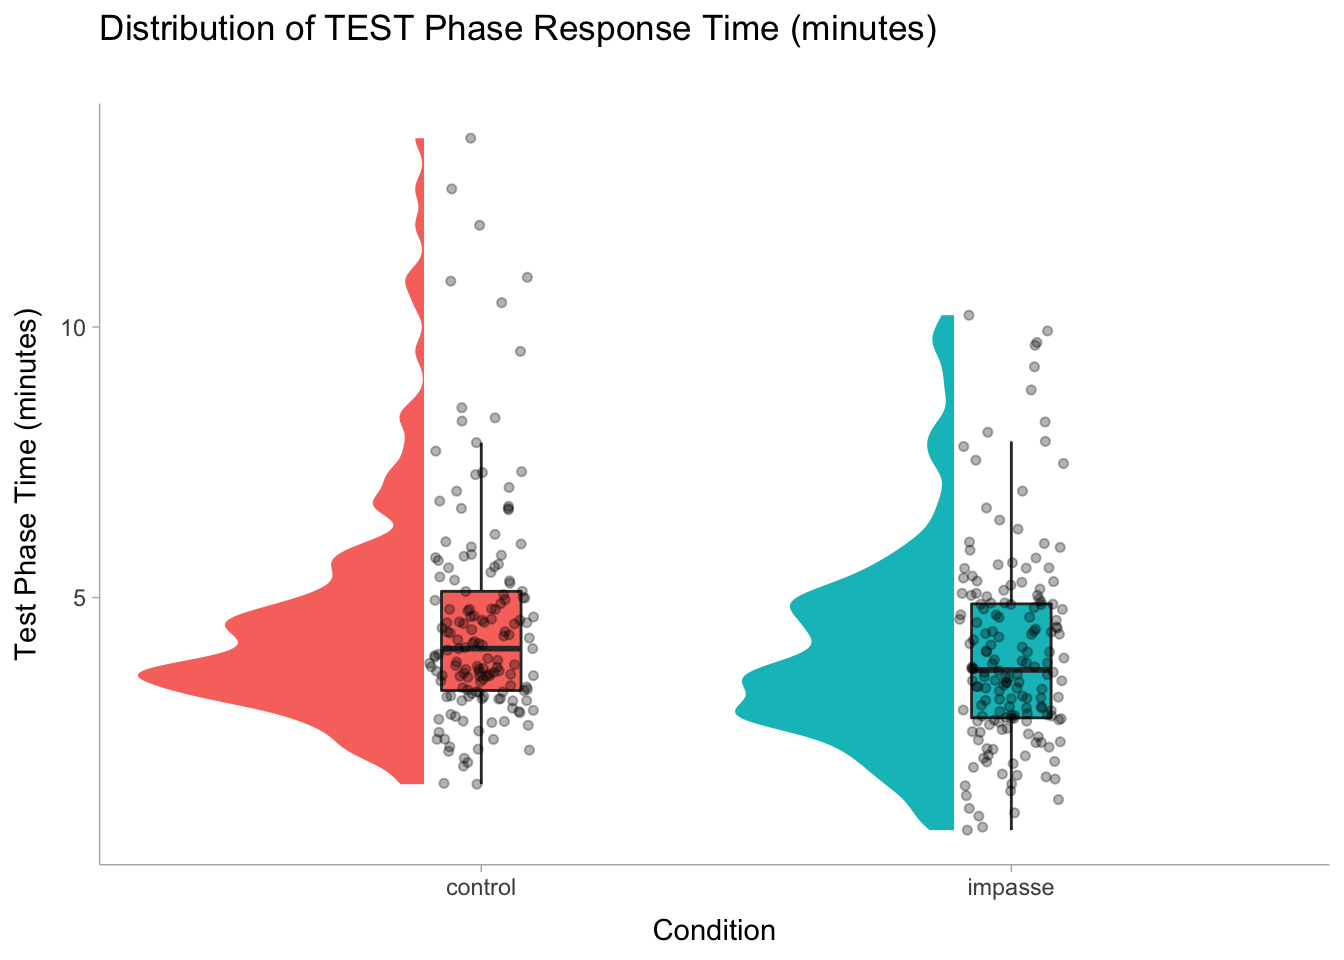 Distribution of TEST Phase Response Time (minutes)
Test Phase Time (minutes)
10
5
control
impasse
Condition